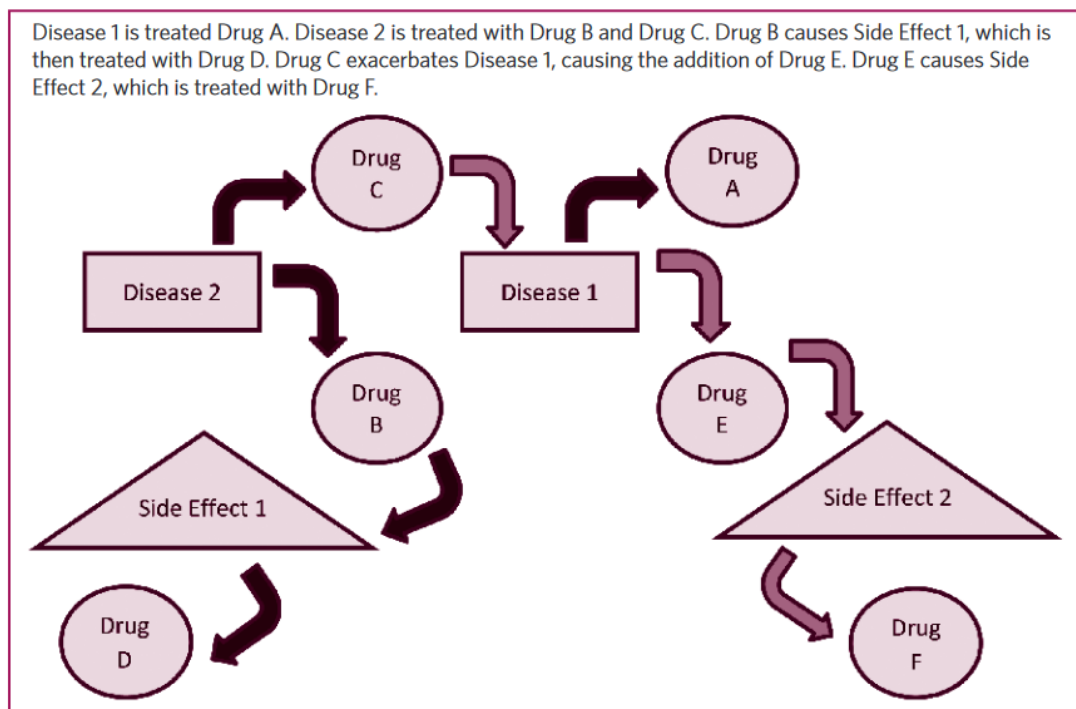 Disease 1 is treated Drug A. Disease 2 is treated with Drug B and Drug C. Drug B causes Side Effect 1, which is
then treated with Drug D. Drug C exacerbates Disease 1, causing the addition of Drug E. Drug E causes Side
Effect 2, which is treated with Drug F.
Drug
C
Drug
A
Disease 2
Disease 1
Drug
B
Drug
E
Side Effect 1
Side Effect 2
Drug
D
Drug
F